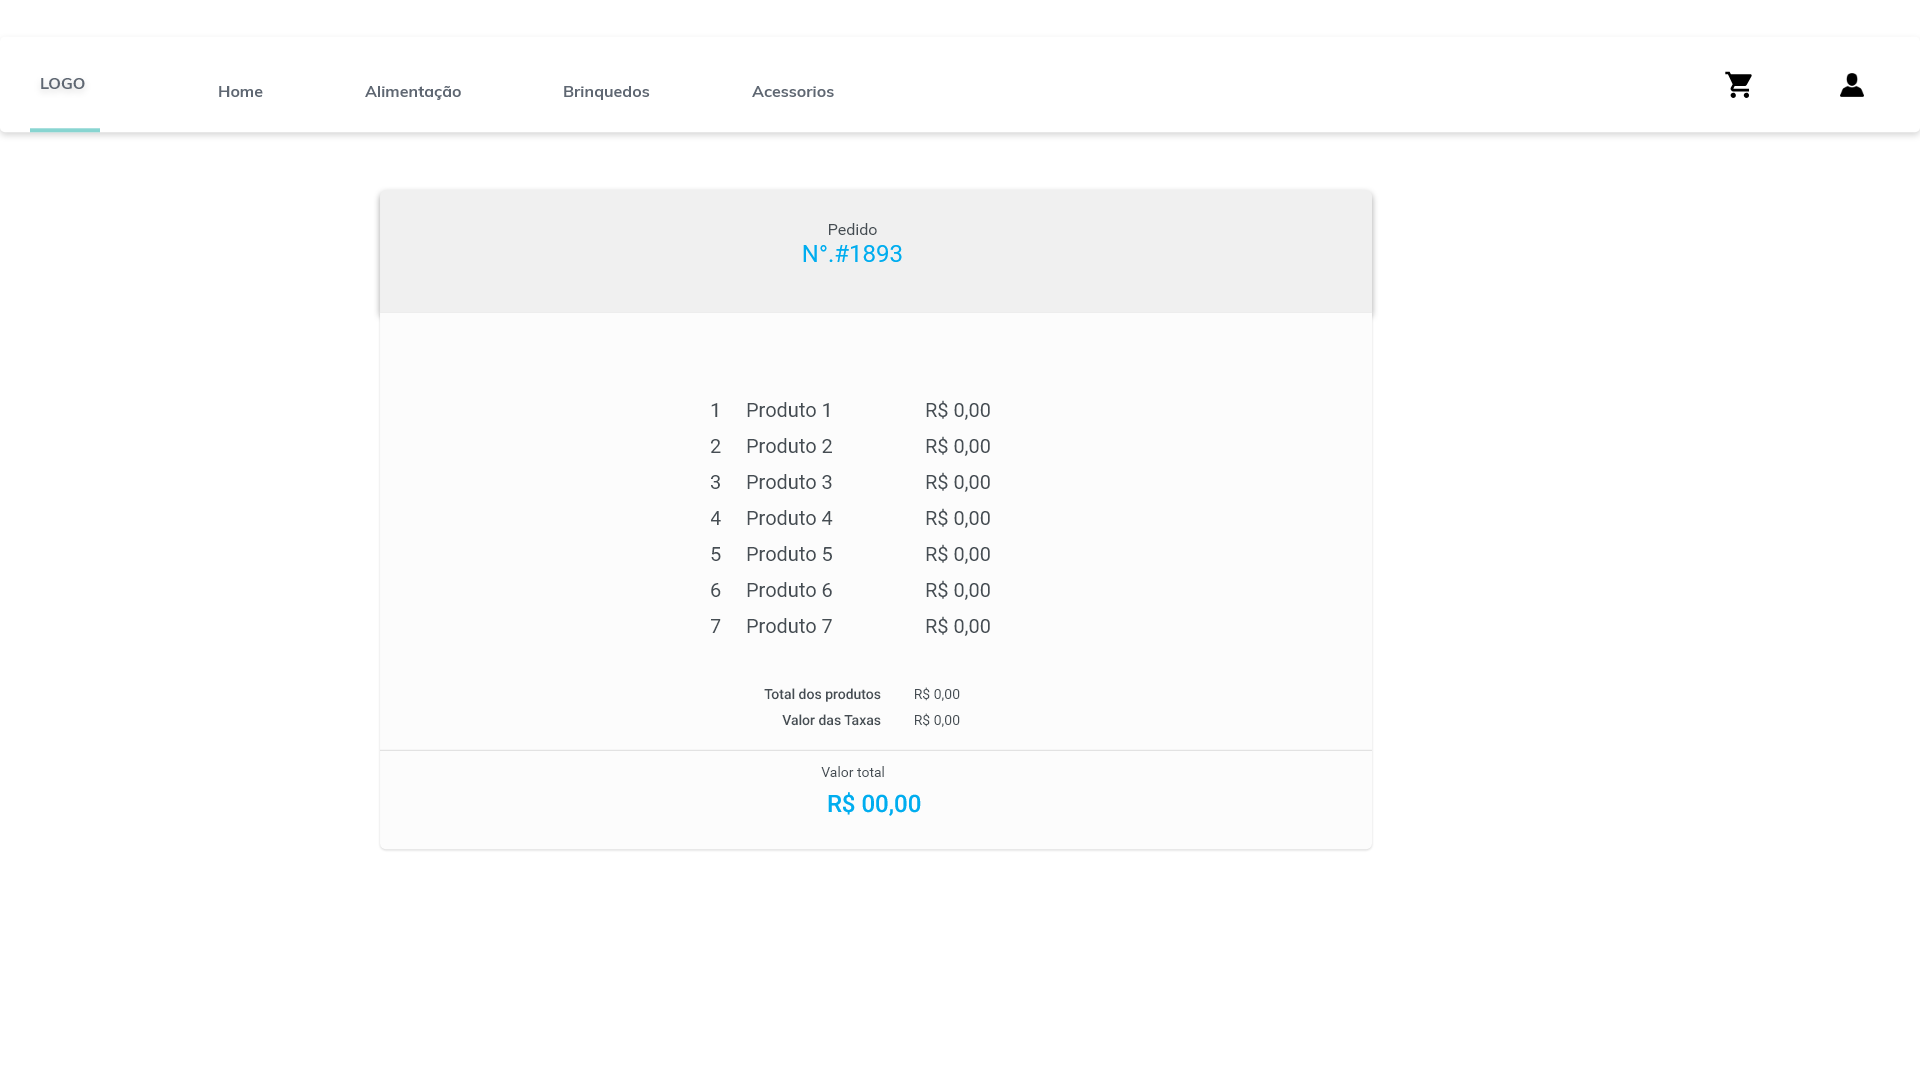 LOGO
Home Alimentação Brinquedos Acessorios
Pedido
N°.#1893
1 Produto 1 R$ 0,00
2 Produto 2 R$ 0,00
3 Produto 3 R$ 0,00
4 Produto 4 R$ 0,00
5 Produto 5 R$ 0,00
6 Produto 6 R$ 0,00
7 Produto 7 R$ 0,00
Total dos produtos R$ 0,00
Valor das Taxas R$ 0,00
Valor total
R$ 00,00